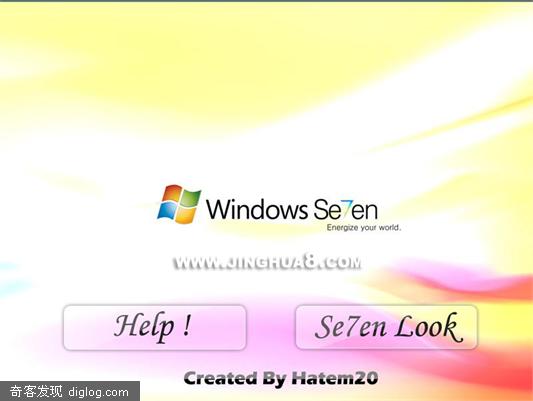 Windows Se7en
Energize your world.
WWW.JINGHUA8.COM
Help !
Se7en Look
Created By Hatem20
奇客发现 diglog.com